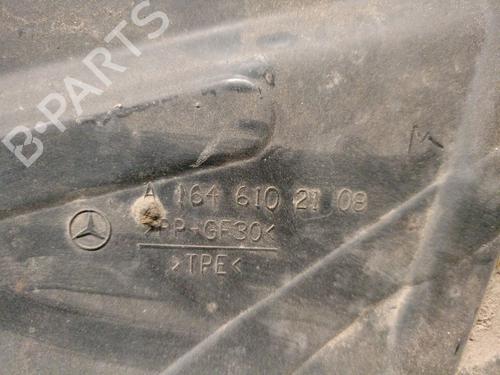 B-PARTS
A 164 610 21 08
>PP-GF30<
>TPE<